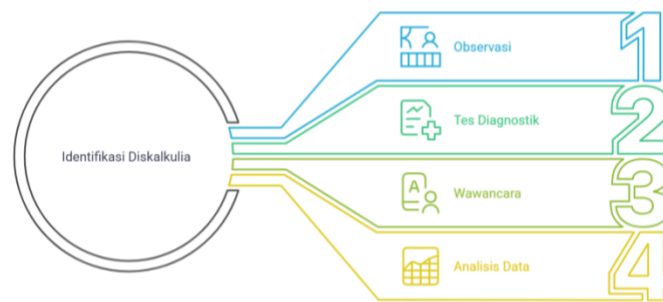 Identifikasi Diskalkulia
Observasi
1
Tes Diagnostik
2
A
Wawancara
3
Analisis Data
4